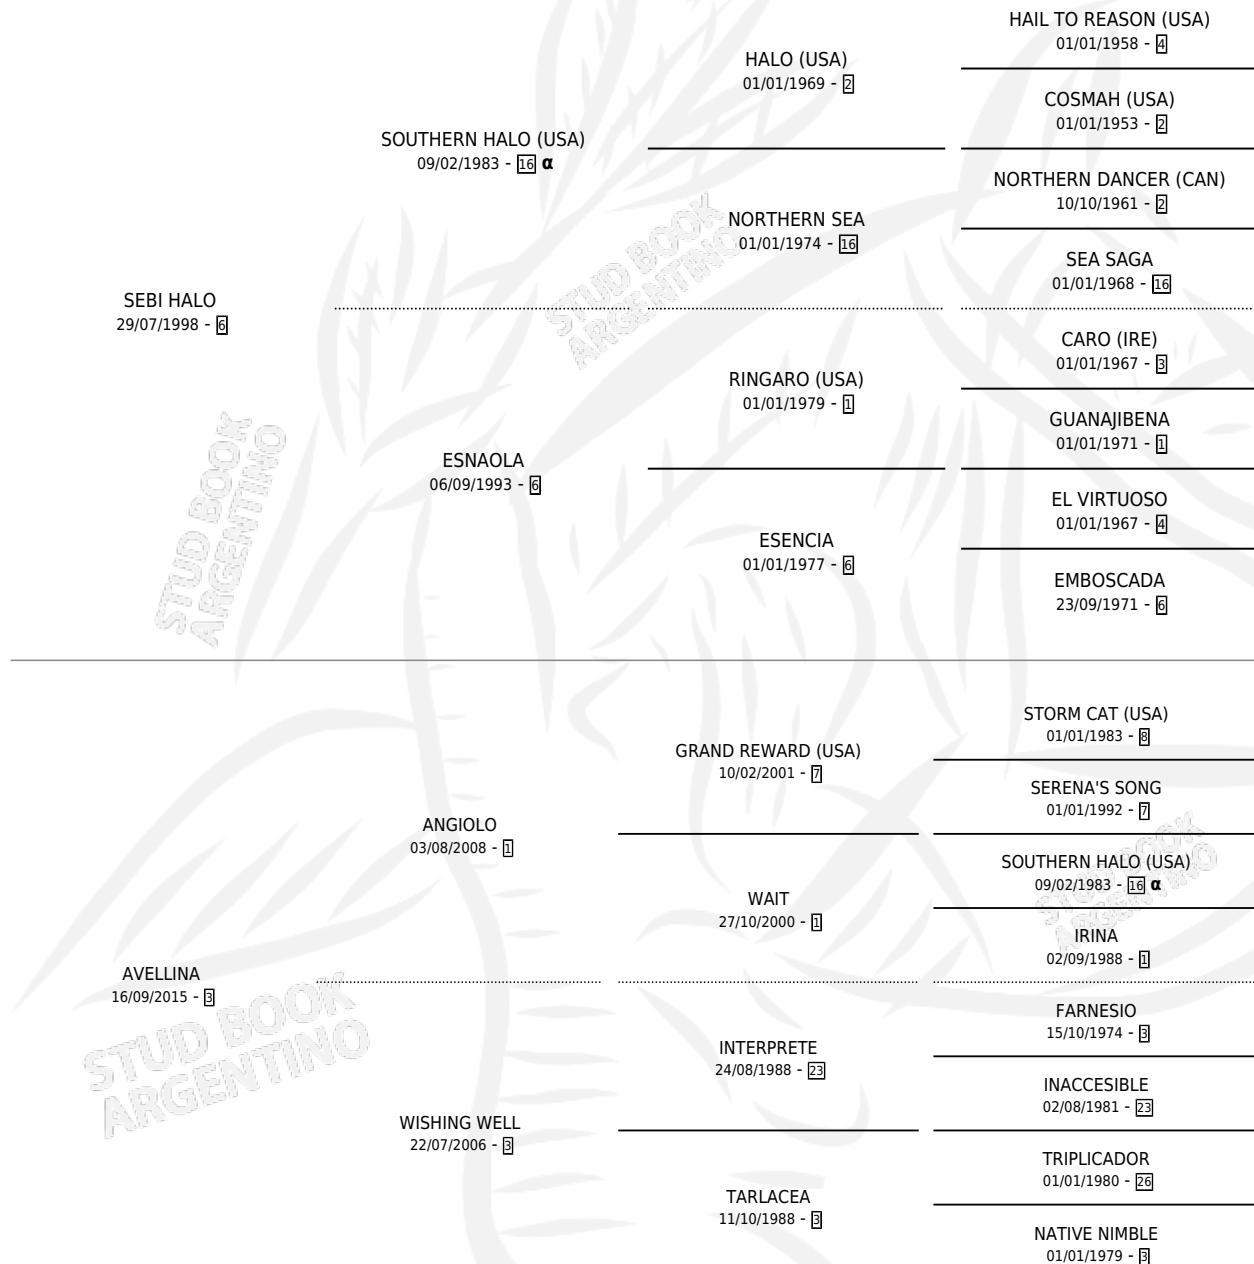 HAIL TO REASON (USA)
01/01/1958 - 4
HALO (USA)
01/01/1969 - 2
COSMAH (USA)
01/01/1953 - 2
SOUTHERN HALO (USA)
09/02/1983 - 16 α
NORTHERN DANCER (CAN)
10/10/1961 - 2
NORTHERN SEA
01/01/1974 - 16
SEA SAGA
01/01/1968 - 16
SEBI HALO
29/07/1998 - 6
CARO (IRE)
01/01/1967 - 3
RINGARO (USA)
01/01/1979 - 1
GUANAJIBENA
01/01/1971 - 1
ESNAOLA
06/09/1993 - 6
EL VIRTUOSO
01/01/1967 - 4
ESENCIA
01/01/1977 - 6
EMBOSCADA
23/09/1971 - 6
STORM CAT (USA)
01/01/1983 - 8
GRAND REWARD (USA)
10/02/2001 - 7
SERENA'S SONG
01/01/1992 - 7
ANGIOLO
03/08/2008 - 1
SOUTHERN HALO (USA)
09/02/1983 - 16 α
WAIT
27/10/2000 - 1
IRINA
02/09/1988 - 1
AVELLINA
16/09/2015 - 3
FARNESIO
15/10/1974 - 3
INTERPRETE
24/08/1988 - 23
INACCESIBLE
02/08/1981 - 23
WISHING WELL
22/07/2006 - 3
TRIPLICADOR
01/01/1980 - 26
TARLACEA
11/10/1988 - 3
NATIVE NIMBLE
01/01/1979 - 3
STUD BOOK
ARGENTINO
STUD BOOK
ARGENTINO
STUD BOOK
ARGENTINO
STUD BOOK
ARGENTINO